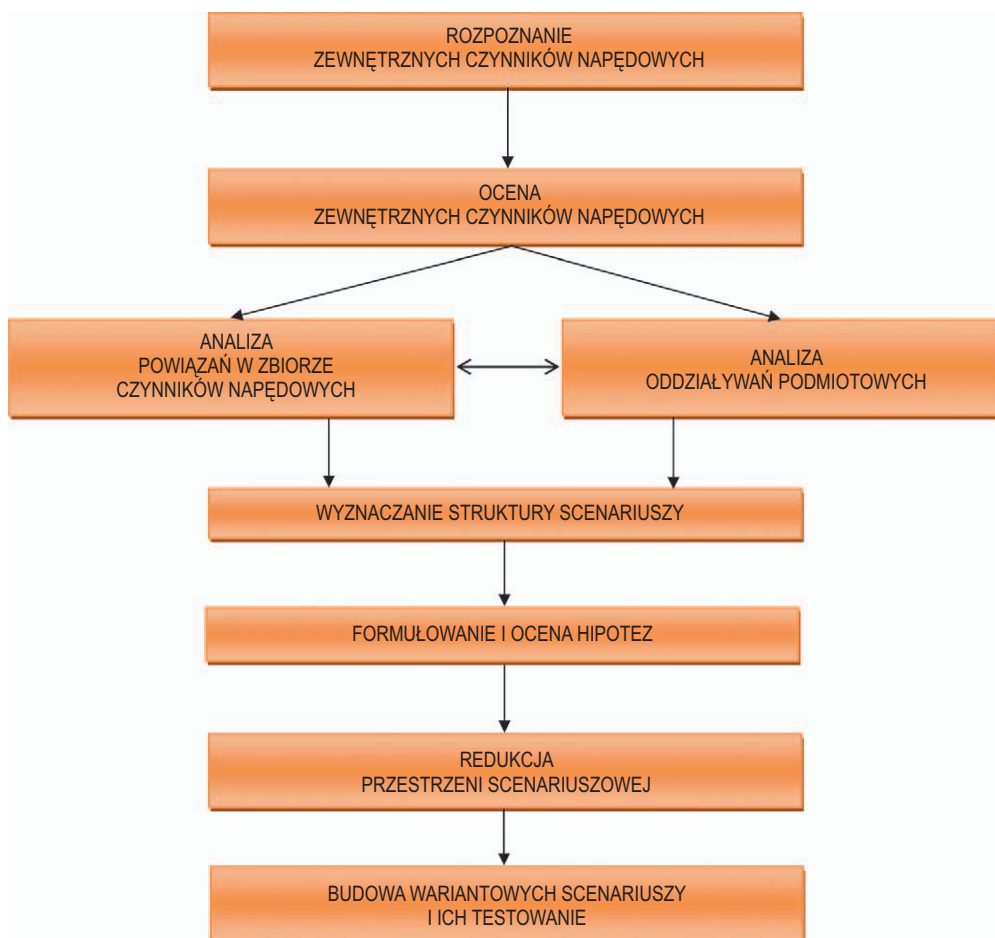 ROZPOZNANIE
ZEWNĘTRZNYCH CZYNNIKÓW NAPĘDOWYCH
OCENA
ZEWNĘTRZNYCH CZYNNIKÓW NAPĘDOWYCH
ANALIZA
POWIĄZAŃ W ZBIORZE
CZYNNIKÓW NAPĘDOWYCH
ANALIZA
ODDZIAŁYWAŃ PODMIOTOWYCH
WYZNACZANIE STRUKTURY SCENARIUSZY
FORMUŁOWANIE I OCENA HIPOTEZ
REDUKCJA
PRZESTRZENI SCENARIUSZOWEJ
BUDOWA WARIANTOWYCH SCENARIUSZY
I ICH TESTOWANIE